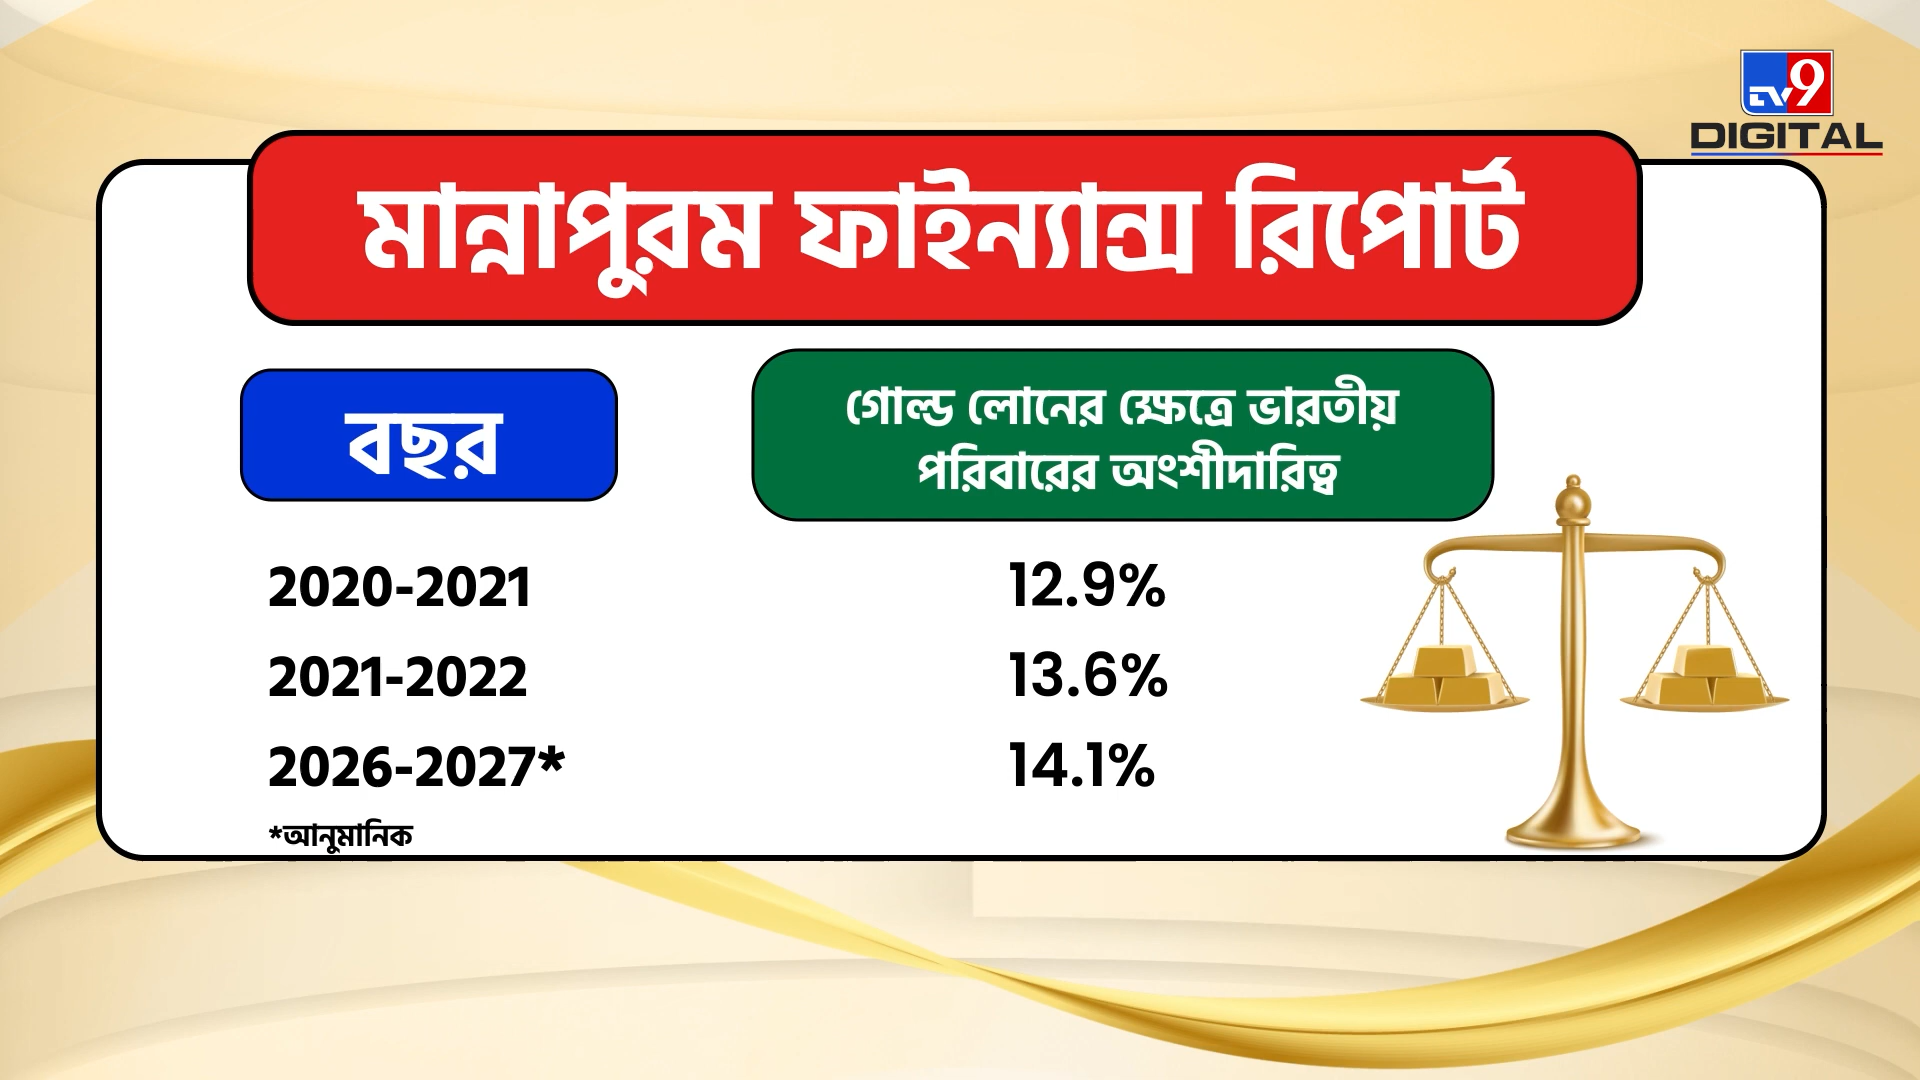 TV9
DIGITAL
মান্নাপুরম ফাইন্যান্স রিপোর্ট
বছর
গোল্ড লোনের ক্ষেত্রে ভারতীয়
পরিবারের অংশীদারিত্ব
2020-2021 12.9%
2021-2022 13.6%
2026-2027* 14.1%
*আনুমানিক